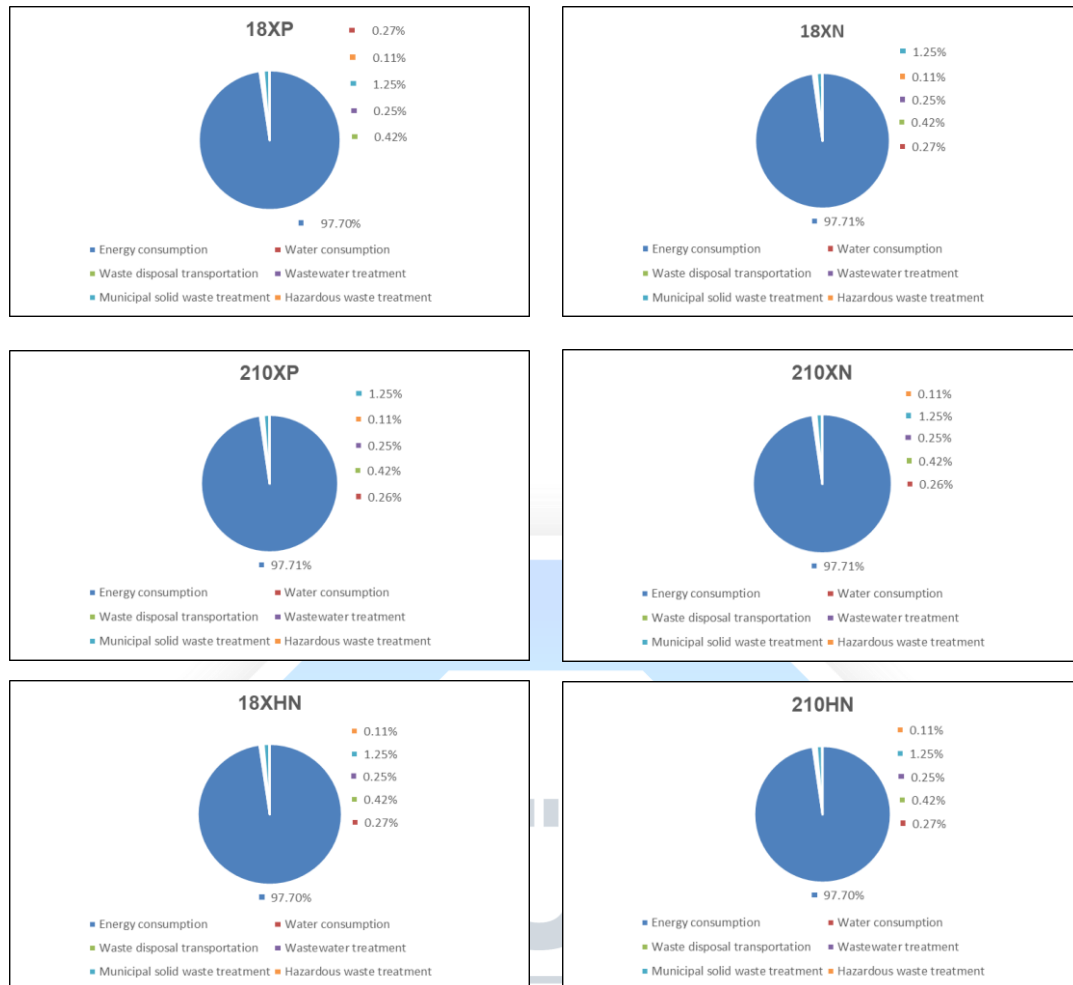 18XP
0.27%
0.11%
1.25%
0.25%
0.42%
97.70%
Energy consumption Water consumption
Waste disposal transportation Wastewater treatment
Municipal solid waste treatment Hazardous waste treatment
18XN
1.25%
0.11%
0.25%
0.42%
0.27%
97.71%
Energy consumption Water consumption
Waste disposal transportation Wastewater treatment
Municipal solid waste treatment Hazardous waste treatment
210XP
1.25%
0.11%
0.25%
0.42%
0.26%
97.71%
Energy consumption Water consumption
Waste disposal transportation Wastewater treatment
Municipal solid waste treatment Hazardous waste treatment
210XN
0.11%
1.25%
0.25%
0.42%
0.26%
97.71%
Energy consumption Water consumption
Waste disposal transportation Wastewater treatment
Municipal solid waste treatment Hazardous waste treatment
18XHN
0.11%
1.25%
0.25%
0.42%
0.27%
97.70%
Energy consumption Water consumption
Waste disposal transportation Wastewater treatment
Municipal solid waste treatment Hazardous waste treatment
210HN
0.11%
1.25%
0.25%
0.42%
0.27%
97.70%
Energy consumption Water consumption
Waste disposal transportation Wastewater treatment
Municipal solid waste treatment Hazardous waste treatment